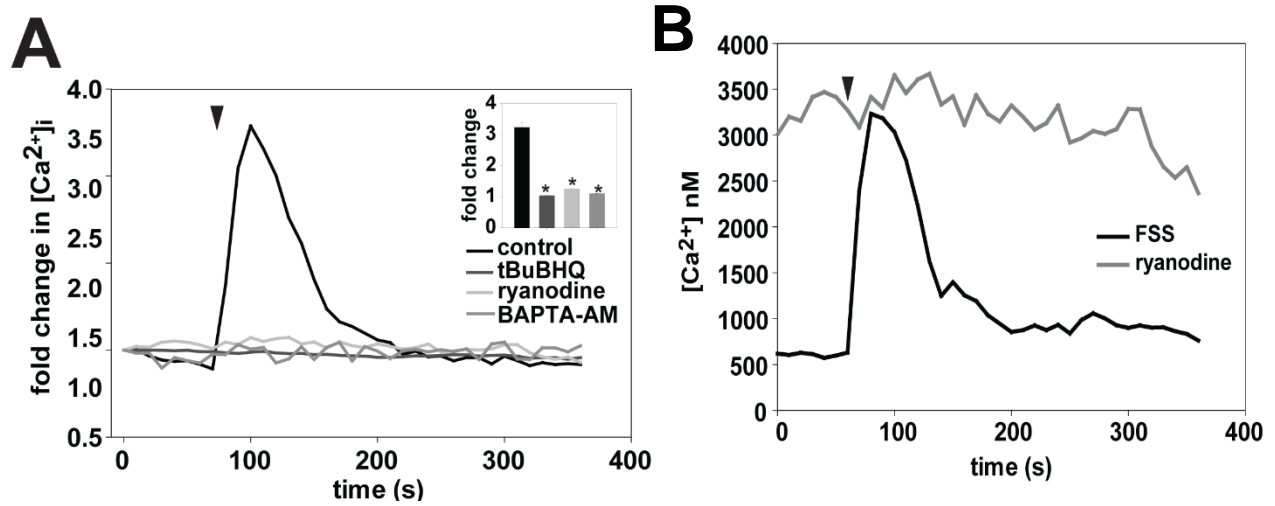 A
fold change in [Ca2+]i
4.0
3.5
3.0
2.5
2.0
1.5
1.0
0.5
0
100
200
300
400
time (s)
fold change
4
3
2
1
0
*
*
*
control
tBuBHQ
ryanodine
BAPTA-AM
B
[Ca2+] nM
4000
3500
3000
2500
2000
1500
1000
500
0
0
100
200
300
400
time (s)
FSS
ryanodine